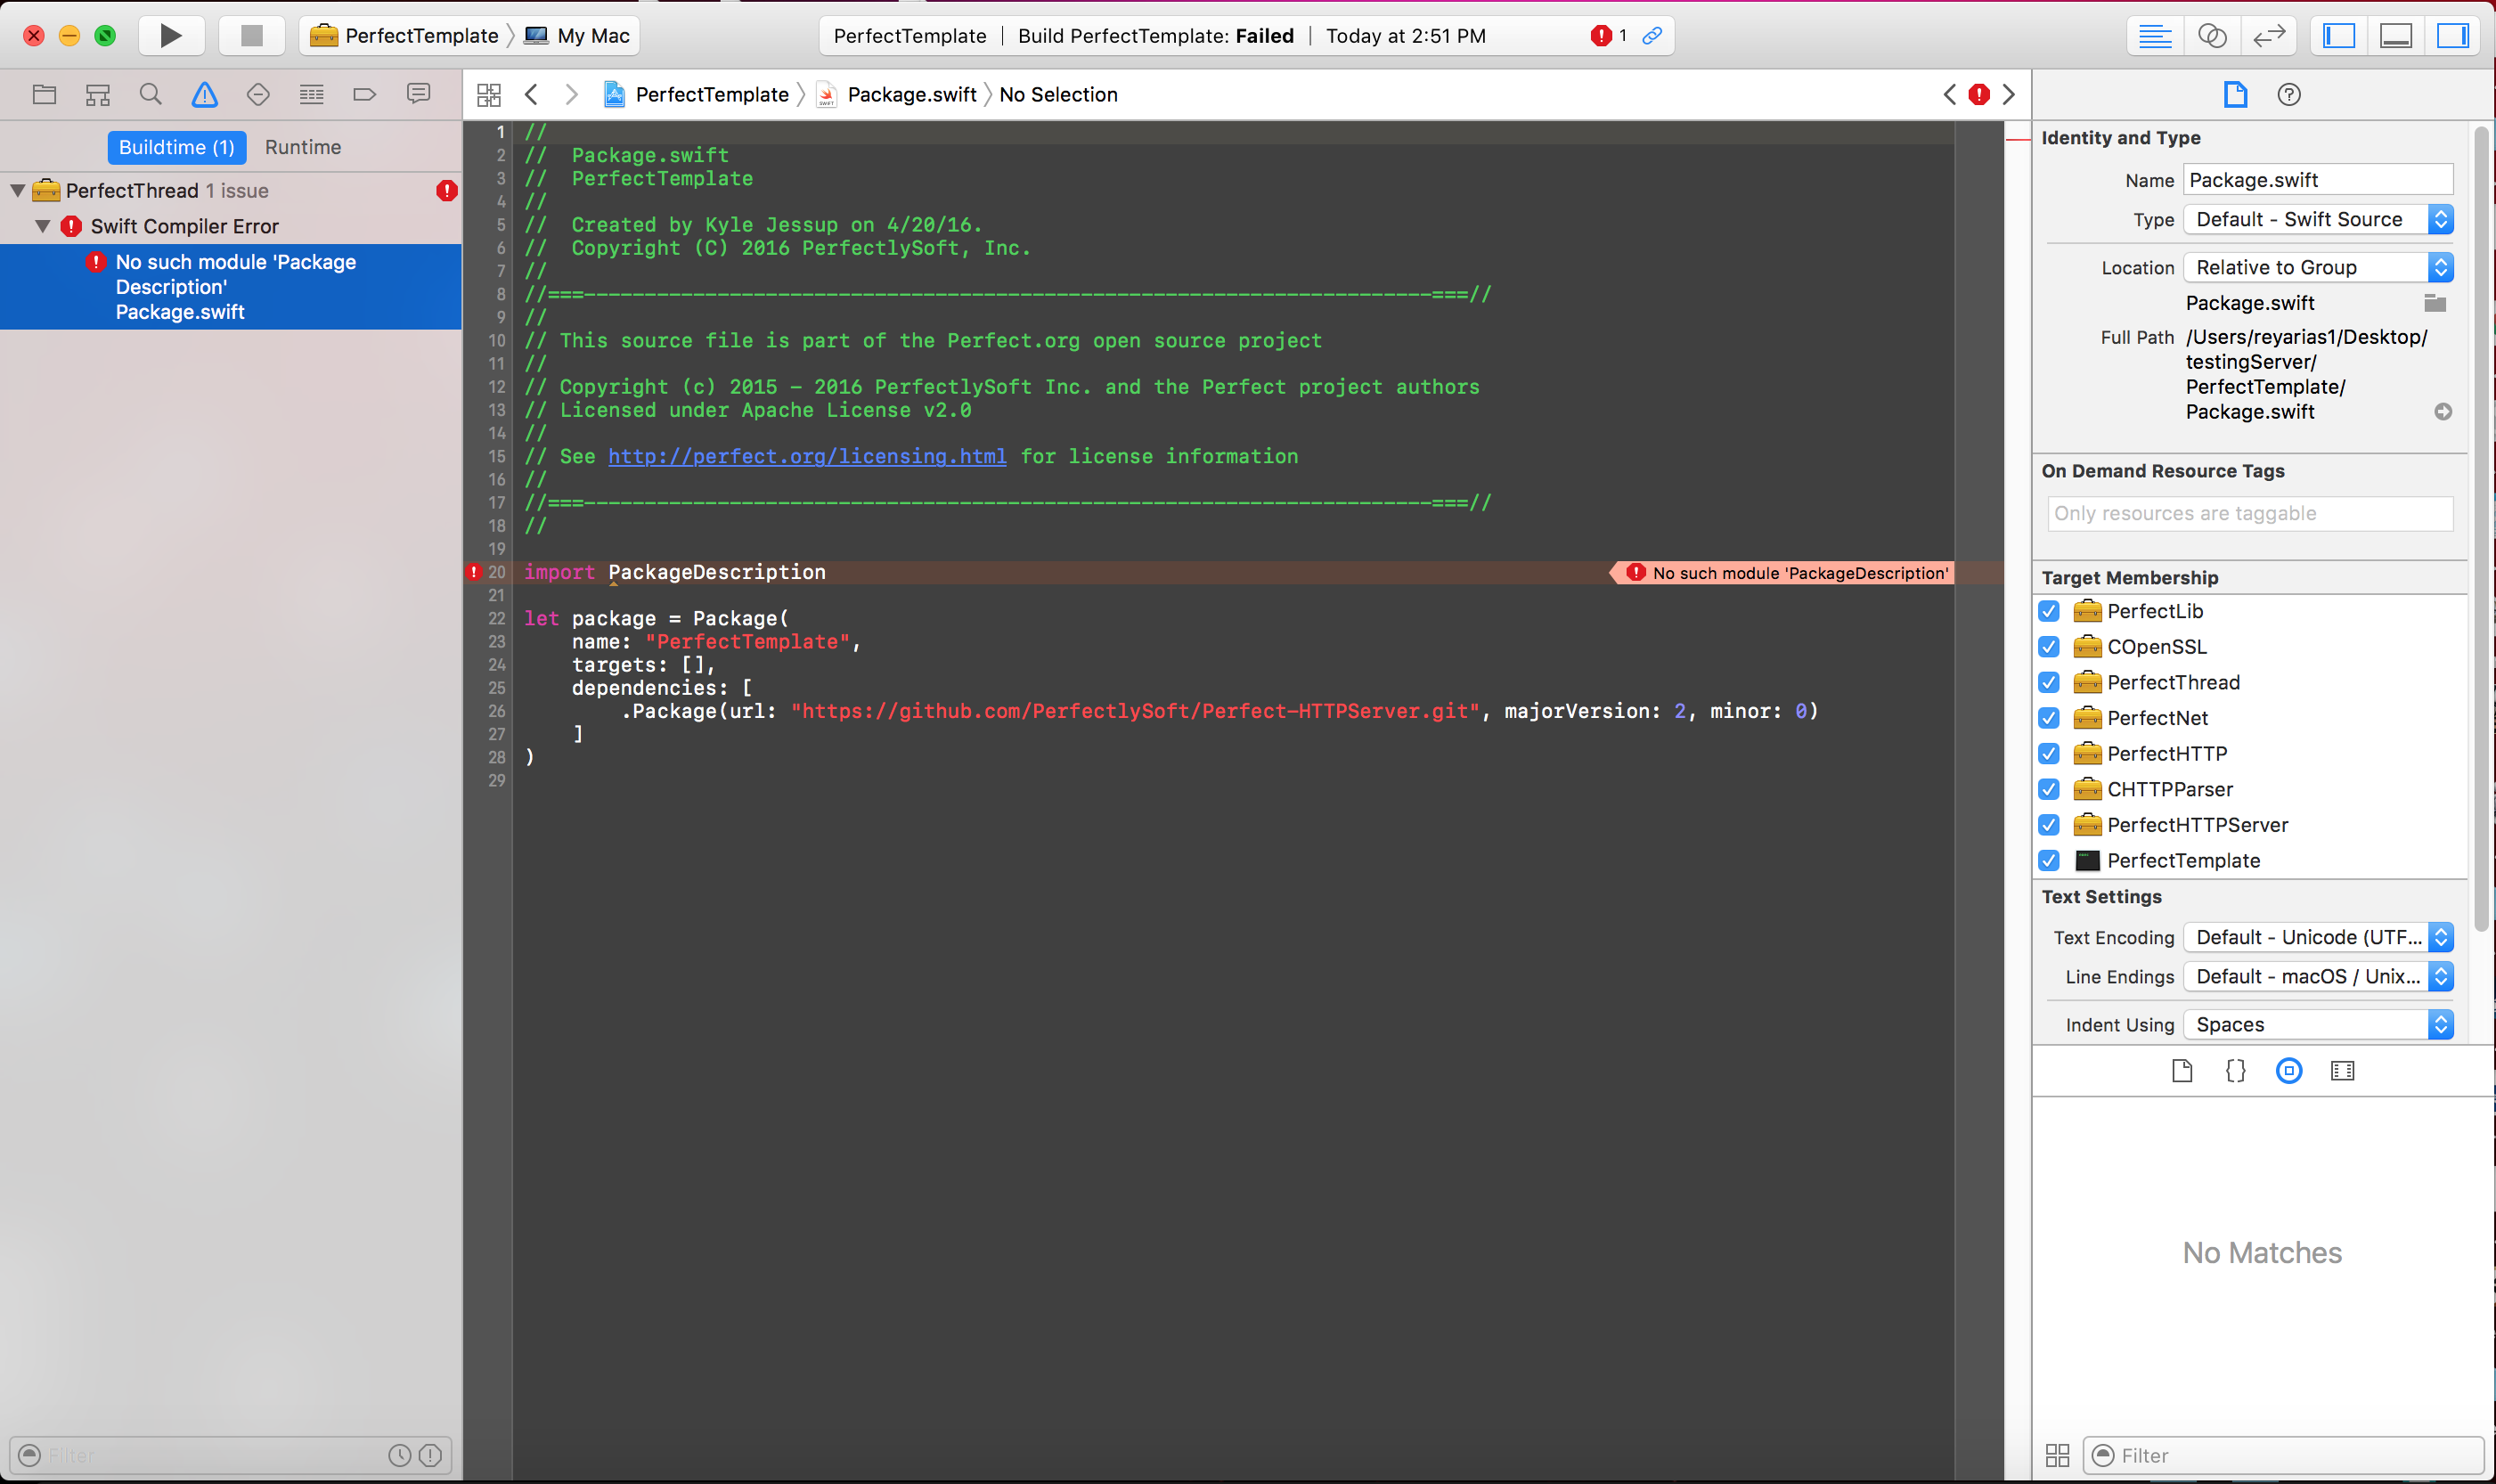 PerfectTemplate My Mac
PerfectTemplate | Build PerfectTemplate: Failed | Today at 2:51 PM 1
Buildtime (1) Runtime
PerfectThread 1 issue
Swift Compiler Error
No such module 'Package
Description'
Package.swift
Filter
PerfectTemplate Package.swift No Selection
1 //
2 //  Package.swift
3 //  PerfectTemplate
4 //
5 //  Created by Kyle Jessup on 4/20/16.
6 //  Copyright (C) 2016 PerfectlySoft, Inc.
7 //
8 //===----------------------------------------------------------------------===//
9 //
10 // This source file is part of the Perfect.org open source project
11 //
12 // Copyright (c) 2015 - 2016 PerfectlySoft Inc. and the Perfect project authors
13 // Licensed under Apache License v2.0
14 //
15 // See http://perfect.org/licensing.html for license information
16 //
17 //===----------------------------------------------------------------------===//
18 //
19
20 import PackageDescription No such module 'PackageDescription'
21
22 let package = Package(
23     name: "PerfectTemplate",
24     targets: [],
25     dependencies: [
26         .Package(url: "https://github.com/PerfectlySoft/Perfect-HTTPServer.git", majorVersion: 2, minor: 0)
27     ]
28 )
29
Identity and Type
Name Package.swift
Type Default - Swift Source
Location Relative to Group
Package.swift
Full Path /Users/reyarias1/Desktop/
testingServer/
PerfectTemplate/
Package.swift
On Demand Resource Tags
Only resources are taggable
Target Membership
PerfectLib
COpenSSL
PerfectThread
PerfectNet
PerfectHTTP
CHTTPParser
PerfectHTTPServer
PerfectTemplate
Text Settings
Text Encoding Default - Unicode (UTF...
Line Endings Default - macOS / Unix...
Indent Using Spaces
No Matches
Filter